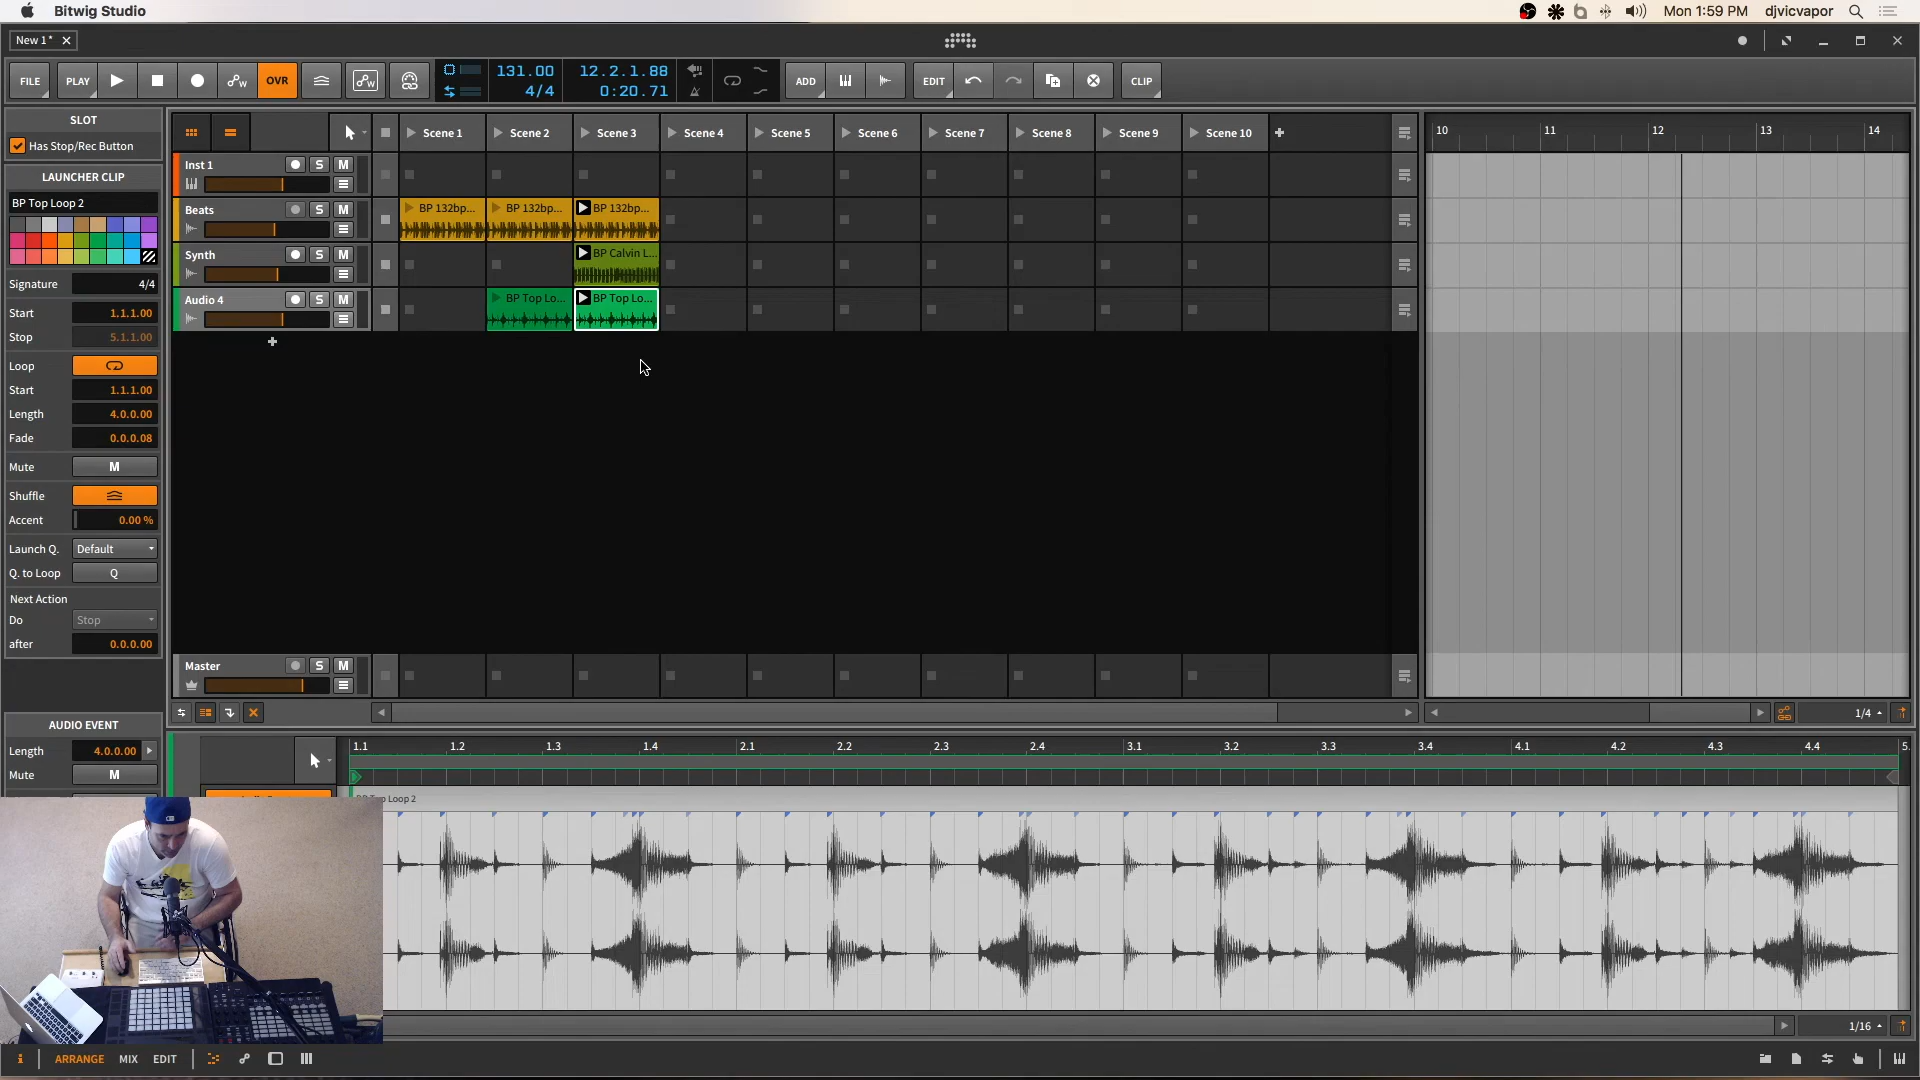 Bitwig Studio
Mon 1:59 PM djvicvapor
New 1*
FILE PLAY OVR 131.00 12.2.1.88 ADD EDIT CLIP
4/4 0:20.71
SLOT
Has Stop/Rec Button
LAUNCHER CLIP
BP Top Loop 2
Signature 4/4
Start 1.1.1.00
Stop 5.1.1.00
Loop
Start 1.1.1.00
Length 4.0.0.00
Fade 0.0.0.08
Mute M
Shuffle
Accent 0.00 %
Launch Q. Default
Q. to Loop Q
Next Action
Do Stop
after 0.0.0.00
Scene 1 Scene 2 Scene 3 Scene 4 Scene 5 Scene 6 Scene 7 Scene 8 Scene 9 Scene 10
Inst 1 S M
Beats S M BP 132bp... BP 132bp... BP 132bp...
Synth S M BP Calvin L...
Audio 4 S M BP Top Lo... BP Top Lo...
Master S M
10 11 12 13 14
1/4
AUDIO EVENT
Length 4.0.0.00
Mute M
1.1 1.2 1.3 1.4 2.1 2.2 2.3 2.4 3.1 3.2 3.3 3.4 4.1 4.2 4.3 4.4 5.
Loop 2
1/16
ARRANGE MIX EDIT